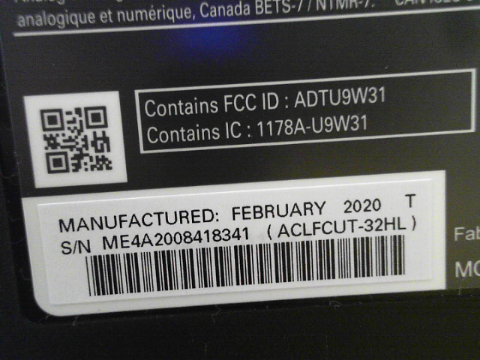 analogique et numérique, Canada BETS-7 / NTMR-7.
Contains FCC ID : ADTU9W31
Contains IC : 1178A-U9W31
MANUFACTURED: FEBRUARY 2020 T
S/N ME4A2008418341 (ACLFCUT-32HL)